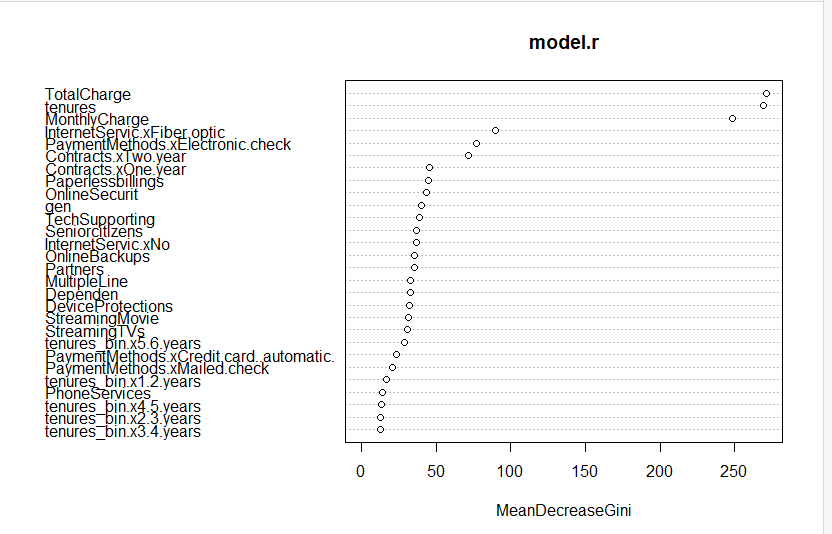 model.r
TotalCharge
tenures
MonthlyCharge
InternetServic.xFiber.optic
PaymentMethods.xElectronic.check
Contracts.xTwo.year
Contracts.xOne.year
Paperlessbillings
OnlineSecurit
gen
TechSupporting
Seniorcitizens
InternetServic.xNo
OnlineBackups
Partners
MultipleLine
Dependen
DeviceProtections
StreamingMovie
StreamingTVs
tenures_bin.x5.6.years
PaymentMethods.xCredit.card..automatic.
PaymentMethods.xMailed.check
tenures_bin.x1.2.years
PhoneServices
tenures_bin.x4.5.years
tenures_bin.x2.3.years
tenures_bin.x3.4.years
0 50 100 150 200 250
MeanDecreaseGini